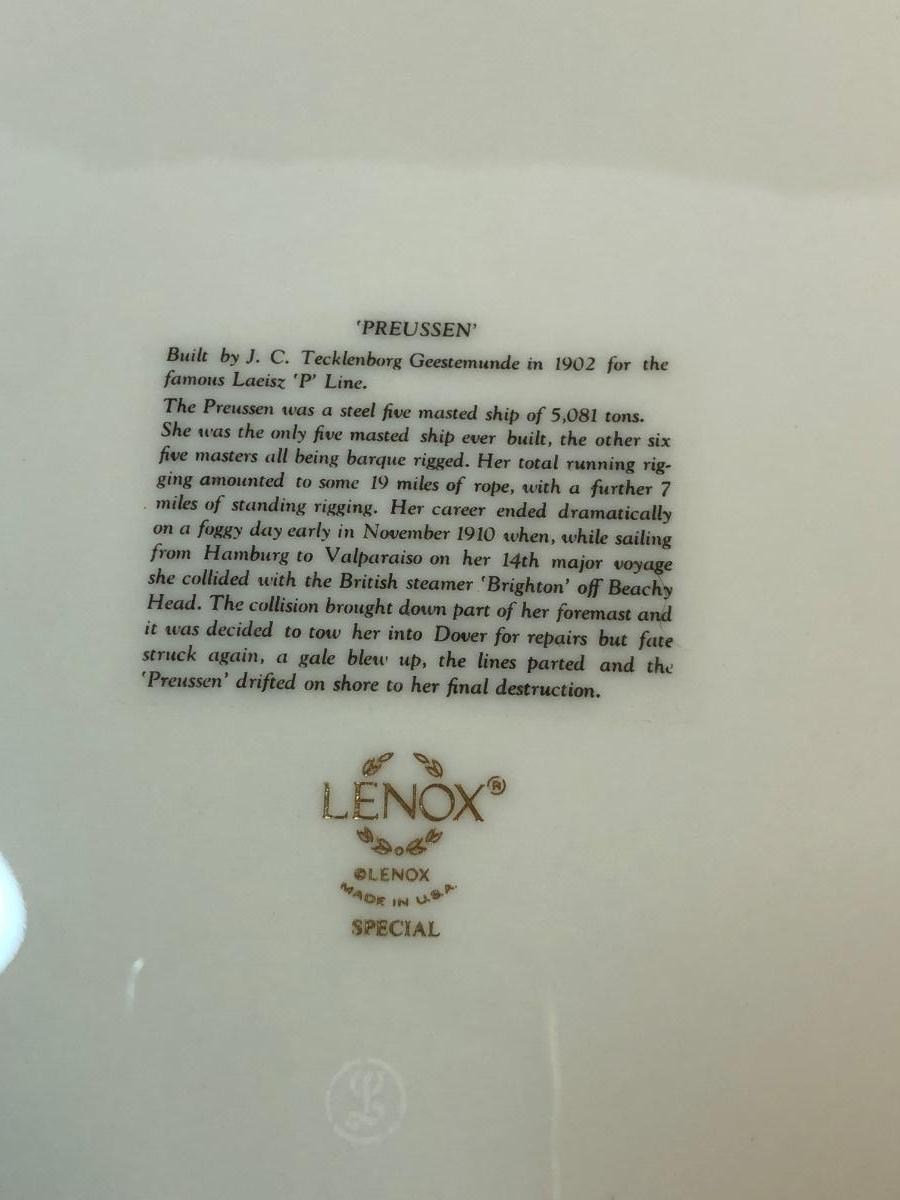 'PREUSSEN'
Built by J. C. Tecklenborg Geestemunde in 1902 for the
famous Laeisz 'P' Line.
The Preussen was a steel five masted ship of 5,081 tons.
She was the only five masted ship ever built, the other six
five masters all being barque rigged. Her total running rig-
ging amounted to some 19 miles of rope, with a further 7
miles of standing rigging. Her career ended dramatically
on a foggy day early in November 1910 when, while sailing
from Hamburg to Valparaiso on her 14th major voyage
she collided with the British steamer 'Brighton' off Beachy
Head. The collision brought down part of her foremast and
it was decided to tow her into Dover for repairs but fate
struck again, a gale blew up, the lines parted and the
'Preussen' drifted on shore to her final destruction.
LENOX®
©LENOX
MADE IN U.S.A.
SPECIAL